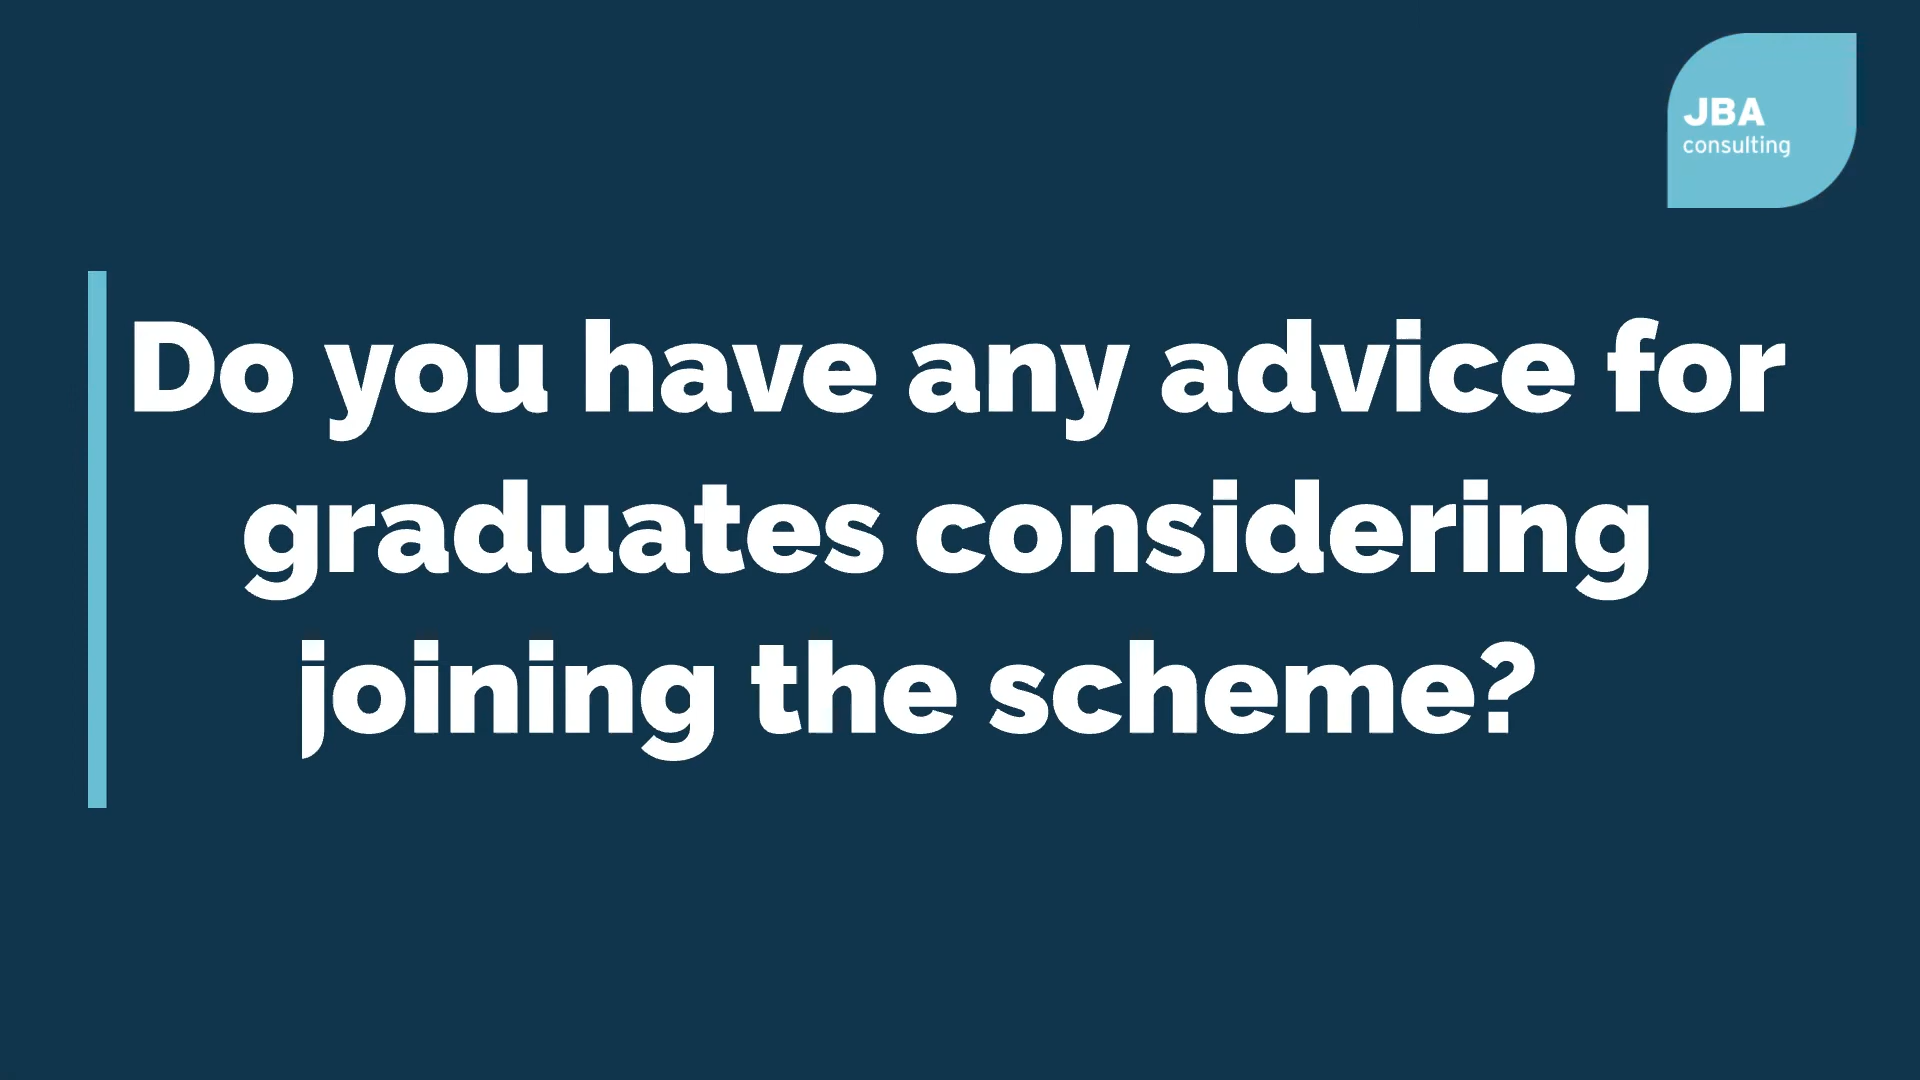 JBA
consulting
Do you have any advice for
graduates considering
joining the scheme?